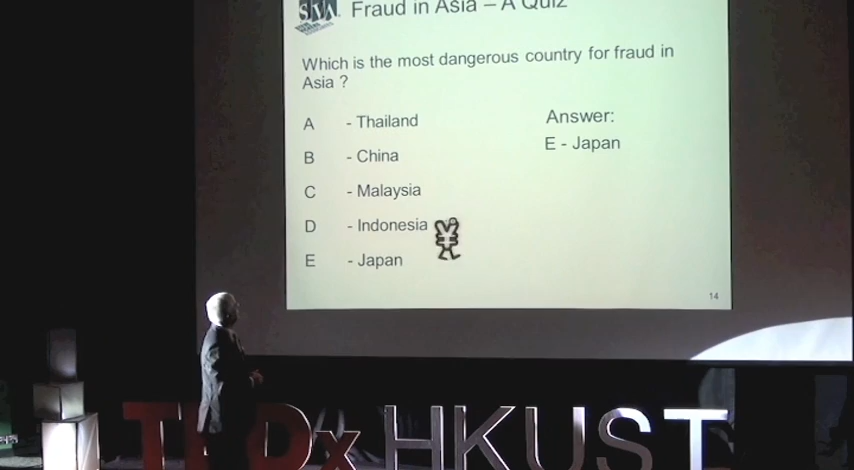 SVA
Fraud in Asia – A Quiz
Which is the most dangerous country for fraud in
Asia ?
A - Thailand
B - China
C - Malaysia
D - Indonesia
E - Japan
Answer:
E - Japan
14
TEDx HKUST